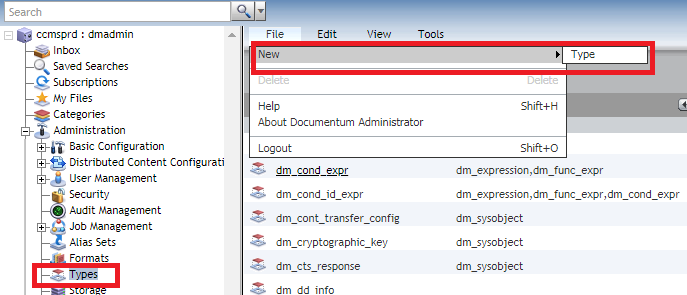 Search
ccmsprd : dmadmin
Inbox
Saved Searches
Subscriptions
My Files
Categories
Administration
Basic Configuration
Distributed Content Configuratio
User Management
Security
Audit Management
Job Management
Alias Sets
Formats
Types
Storage
File Edit View Tools
New Type
Delete Delete
Help Shift+H
About Documentum Administrator
Logout Shift+O
dm_cond_expr dm_expression,dm_func_expr
dm_cond_id_expr dm_expression,dm_func_expr,dm_cond_expr
dm_cont_transfer_config dm_sysobject
dm_cryptographic_key dm_sysobject
dm_cts_response dm_sysobject
dm_dd_info